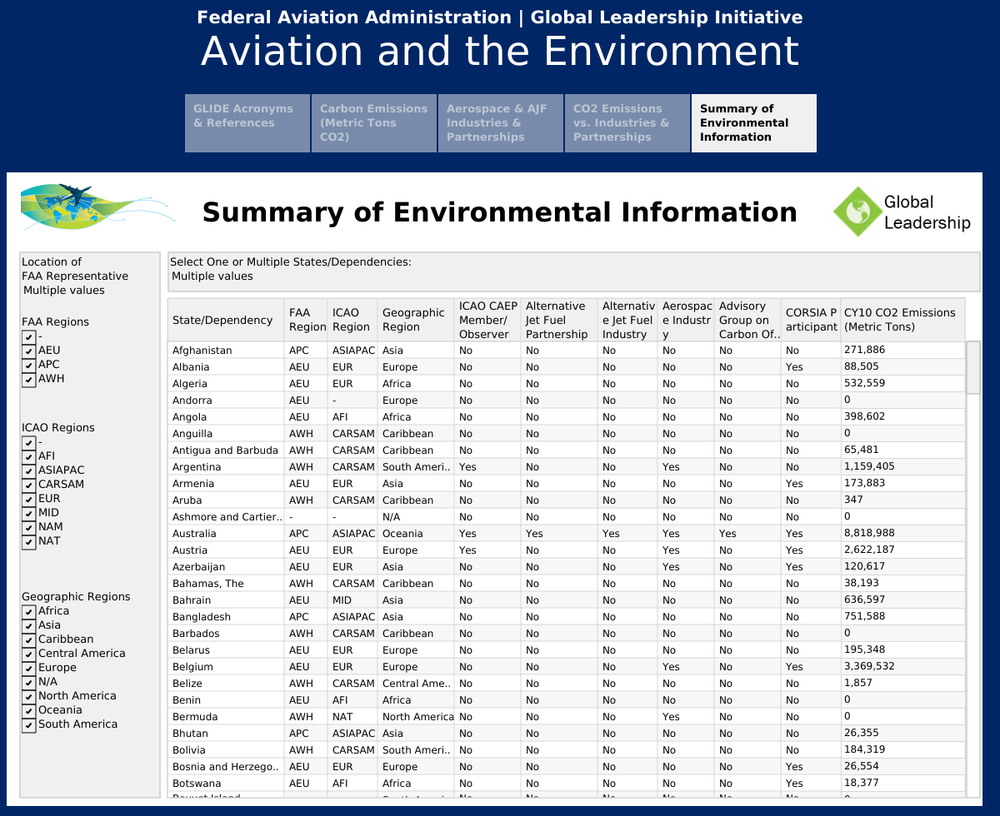 Federal Aviation Administration | Global Leadership Initiative
Aviation and the Environment
GLIDE Acronyms
& References
Carbon Emissions
(Metric Tons
CO2)
Aerospace & AJF
Industries &
Partnerships
CO2 Emissions
vs. Industries &
Partnerships
Summary of
Environmental
Information
Summary of Environmental Information
Global
Leadership
Location of
FAA Representative
Multiple values
FAA Regions
-
AEU
APC
AWH
ICAO Regions
-
AFI
ASIAPAC
CARSAM
EUR
MID
NAM
NAT
Geographic Regions
Africa
Asia
Caribbean
Central America
Europe
N/A
North America
Oceania
South America
Select One or Multiple States/Dependencies:
Multiple values
State/Dependency
FAA
Region
ICAO
Region
Geographic
Region
ICAO CAEP
Member/
Observer
Alternative
Jet Fuel
Partnership
Alternativ
e Jet Fuel
Industry
Aerospac
e Industr
y
Advisory
Group on
Carbon Of..
CORSIA P
articipant
CY10 CO2 Emissions
(Metric Tons)
Afghanistan APC ASIAPAC Asia No No No No No No 271,886
Albania AEU EUR Europe No No No No No Yes 88,505
Algeria AEU EUR Africa No No No No No No 532,559
Andorra AEU - Europe No No No No No No 0
Angola AEU AFI Africa No No No No No No 398,602
Anguilla AWH CARSAM Caribbean No No No No No No 0
Antigua and Barbuda AWH CARSAM Caribbean No No No No No No 65,481
Argentina AWH CARSAM South Ameri.. Yes No No Yes No No 1,159,405
Armenia AEU EUR Asia No No No No No Yes 173,883
Aruba AWH CARSAM Caribbean No No No No No No 347
Ashmore and Cartier.. - - N/A No No No No No No 0
Australia APC ASIAPAC Oceania Yes Yes Yes Yes Yes Yes 8,818,988
Austria AEU EUR Europe Yes No No Yes No Yes 2,622,187
Azerbaijan AEU EUR Asia No No No Yes No Yes 120,617
Bahamas, The AWH CARSAM Caribbean No No No No No No 38,193
Bahrain AEU MID Asia No No No No No No 636,597
Bangladesh APC ASIAPAC Asia No No No No No No 751,588
Barbados AWH CARSAM Caribbean No No No No No No 0
Belarus AEU EUR Europe No No No No No No 195,348
Belgium AEU EUR Europe No No No Yes No Yes 3,369,532
Belize AWH CARSAM Central Ame.. No No No No No No 1,857
Benin AEU AFI Africa No No No No No No 0
Bermuda AWH NAT North America No No No Yes No No 0
Bhutan APC ASIAPAC Asia No No No No No No 26,355
Bolivia AWH CARSAM South Ameri.. No No No No No No 184,319
Bosnia and Herzego.. AEU EUR Europe No No No No No Yes 26,554
Botswana AEU AFI Africa No No No No No Yes 18,377